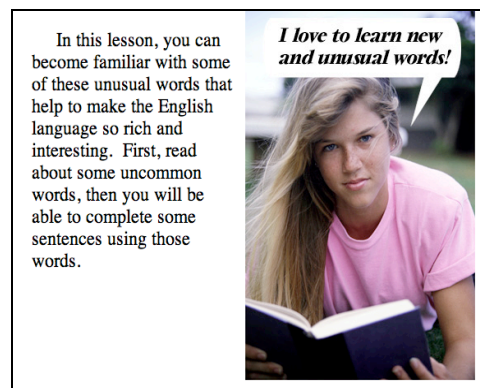 In this lesson, you can
become familiar with some
of these unusual words that
help to make the English
language so rich and
interesting.  First, read
about some uncommon
words, then you will be
able to complete some
sentences using those
words.
I love to learn new
and unusual words!